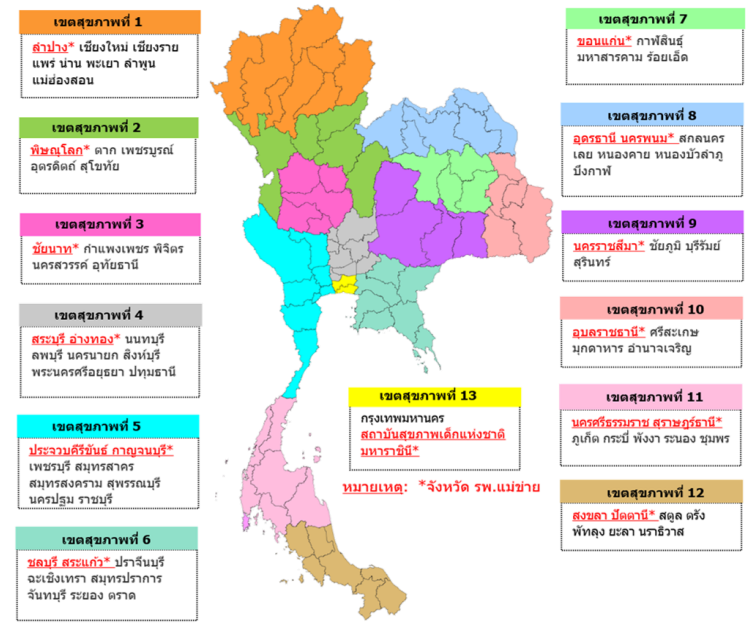 เขตสุขภาพที่ 1
ลำปาง* เชียงใหม่ เชียงราย
แพร่ น่าน พะเยา ลำพูน
แม่ฮ่องสอน
เขตสุขภาพที่ 2
พิษณุโลก* ตาก เพชรบูรณ์
อุตรดิตถ์ สุโขทัย
เขตสุขภาพที่ 3
ชัยนาท* กำแพงเพชร พิจิตร
นครสวรรค์ อุทัยธานี
เขตสุขภาพที่ 4
สระบุรี อ่างทอง* นนทบุรี
ลพบุรี นครนายก สิงห์บุรี
พระนครศรีอยุธยา ปทุมธานี
เขตสุขภาพที่ 5
ประจวบคีรีขันธ์ กาญจนบุรี*
เพชรบุรี สมุทรสาคร
สมุทรสงคราม สุพรรณบุรี
นครปฐม ราชบุรี
เขตสุขภาพที่ 6
ชลบุรี สระแก้ว* ปราจีนบุรี
ฉะเชิงเทรา สมุทรปราการ
จันทบุรี ระยอง ตราด
เขตสุขภาพที่ 13
กรุงเทพมหานคร
สถาบันสุขภาพเด็กแห่งชาติ
มหาราชินี*
หมายเหตุ: *จังหวัด รพ.แม่ข่าย
เขตสุขภาพที่ 7
ขอนแก่น* กาฬสินธุ์
มหาสารคาม ร้อยเอ็ด
เขตสุขภาพที่ 8
อุดรธานี นครพนม* สกลนคร
เลย หนองคาย หนองบัวลำภู
บึงกาฬ
เขตสุขภาพที่ 9
นครราชสีมา* ชัยภูมิ บุรีรัมย์
สุรินทร์
เขตสุขภาพที่ 10
อุบลราชธานี* ศรีสะเกษ
มุกดาหาร อำนาจเจริญ
เขตสุขภาพที่ 11
นครศรีธรรมราช สุราษฎร์ธานี*
ภูเก็ต กระบี่ พังงา ระนอง ชุมพร
เขตสุขภาพที่ 12
สงขลา ปัตตานี* สตูล ตรัง
พัทลุง ยะลา นราธิวาส